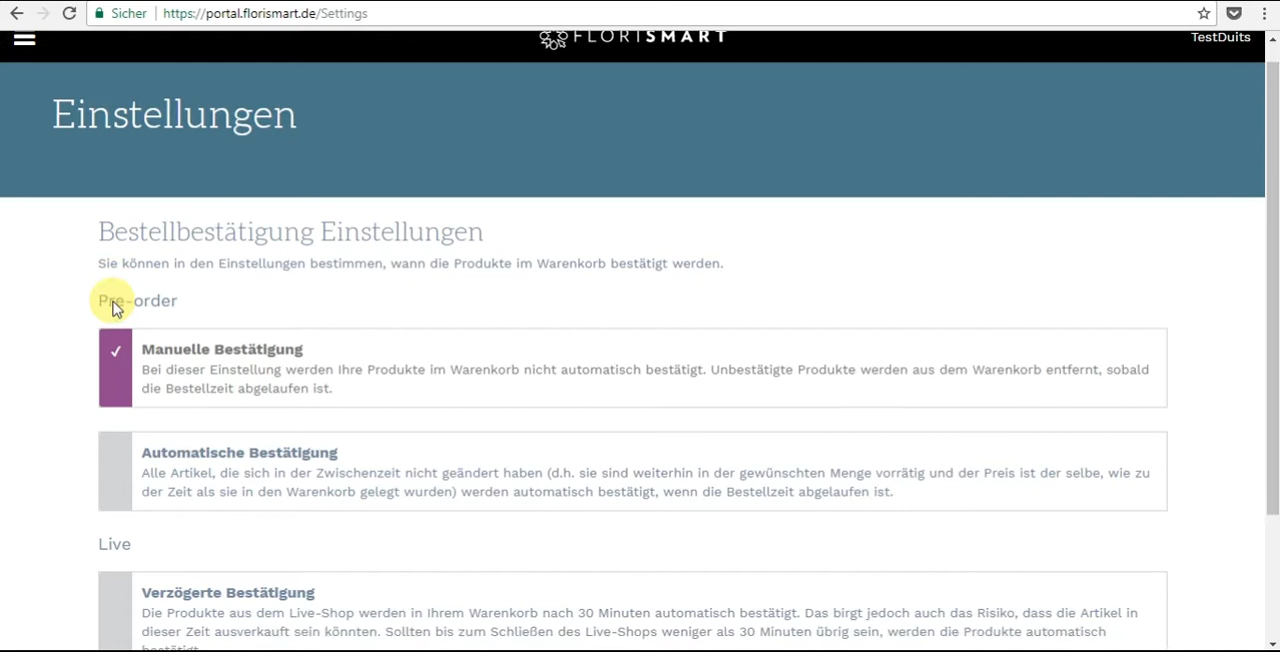 Sicher https://portal.florismart.de/Settings
FLORISMART
TestDuits
Einstellungen
Bestellbestätigung Einstellungen
Sie können in den Einstellungen bestimmen, wann die Produkte im Warenkorb bestätigt werden.
Pre-order
Manuelle Bestätigung
Bei dieser Einstellung werden Ihre Produkte im Warenkorb nicht automatisch bestätigt. Unbestätigte Produkte werden aus dem Warenkorb entfernt, sobald
die Bestellzeit abgelaufen ist.
Automatische Bestätigung
Alle Artikel, die sich in der Zwischenzeit nicht geändert haben (d.h. sie sind weiterhin in der gewünschten Menge vorrätig und der Preis ist der selbe, wie zu
der Zeit als sie in den Warenkorb gelegt wurden) werden automatisch bestätigt, wenn die Bestellzeit abgelaufen ist.
Live
Verzögerte Bestätigung
Die Produkte aus dem Live-Shop werden in Ihrem Warenkorb nach 30 Minuten automatisch bestätigt. Das birgt jedoch auch das Risiko, dass die Artikel in
dieser Zeit ausverkauft sein könnten. Sollten bis zum Schließen des Live-Shops weniger als 30 Minuten übrig sein, werden die Produkte automatisch
bestätigt.